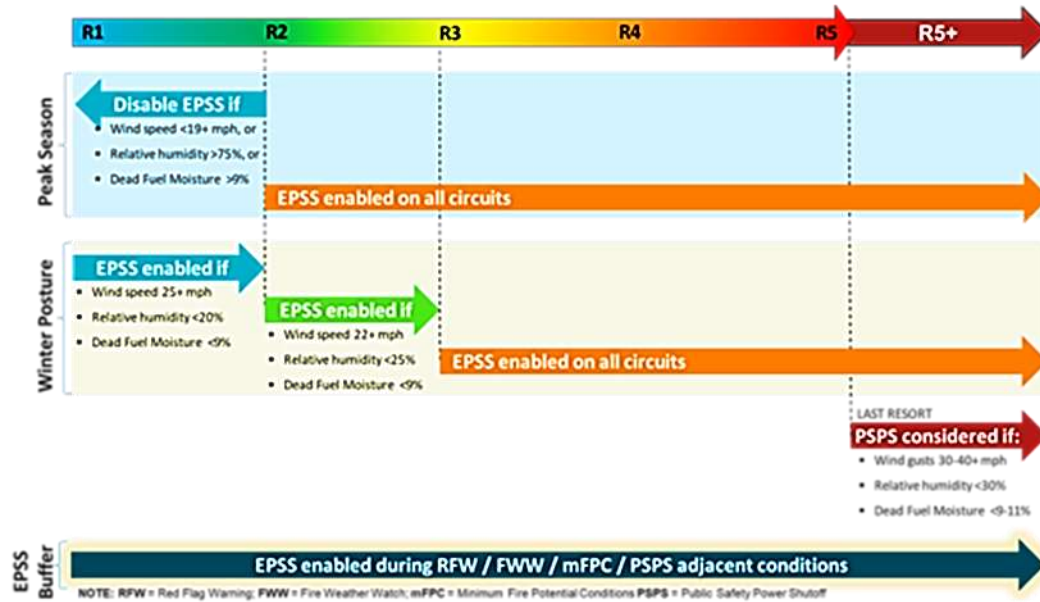 R1 R2 R3 R4 R5 R5+
Peak Season
Disable EPSS if
▪ Wind speed <19+ mph, or
▪ Relative humidity >75%, or
▪ Dead Fuel Moisture >9%
EPSS enabled on all circuits
Winter Posture
EPSS enabled if
▪ Wind speed 25+ mph
▪ Relative humidity <20%
▪ Dead Fuel Moisture <9%
EPSS enabled if
▪ Wind speed 22+ mph
▪ Relative humidity <25%
▪ Dead Fuel Moisture <9%
EPSS enabled on all circuits
LAST RESORT
PSPS considered if:
▪ Wind gusts 30-40+ mph
▪ Relative humidity <30%
▪ Dead Fuel Moisture <9-11%
EPSS
Buffer
EPSS enabled during RFW / FWW / mFPC / PSPS adjacent conditions
NOTE: RFW = Red Flag Warning; FWW = Fire Weather Watch; mFPC = Minimum Fire Potential Conditions PSPS = Public Safety Power Shutoff